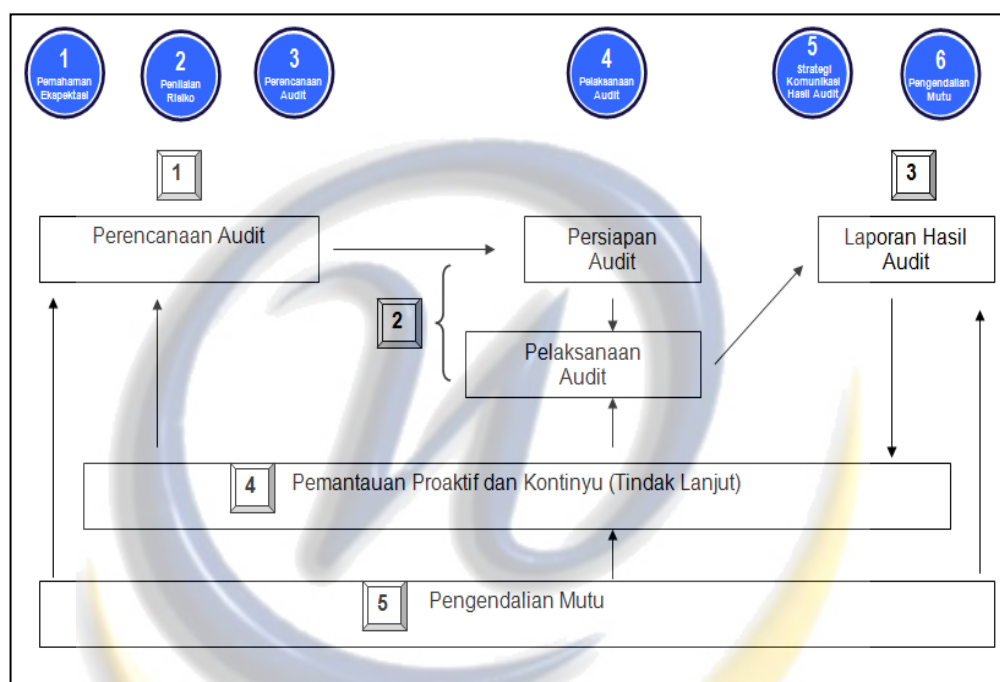 1
Pemahaman
Ekspektasi
2
Penilaian
Risiko
3
Perencanaan
Audit
4
Pelaksanaan
Audit
5
Strategi
Komunikasi
Hasil Audit
6
Pengendalian
Mutu
1
3
Perencanaan Audit
Persiapan
Audit
Laporan Hasil
Audit
2
Pelaksanaan
Audit
4
Pemantauan Proaktif dan Kontinyu (Tindak Lanjut)
5
Pengendalian Mutu